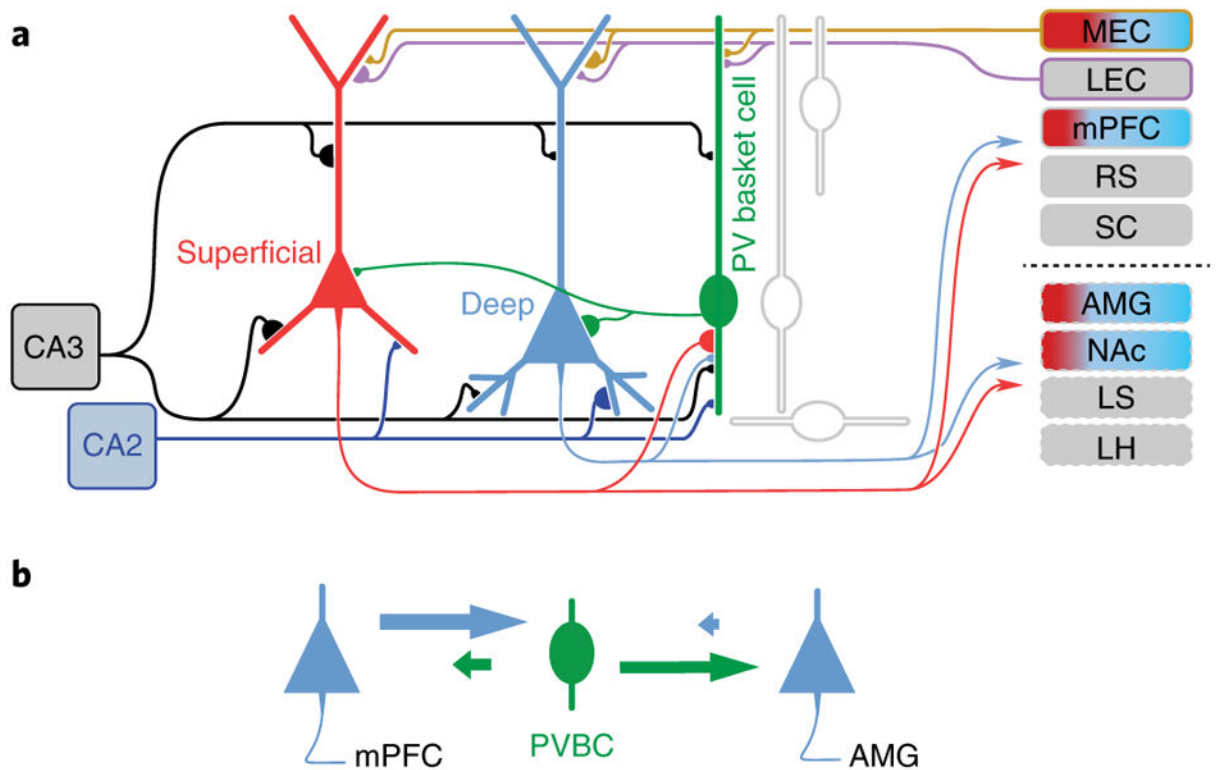 a
MEC
LEC
mPFC
RS
SC
PV basket cell
Superficial
Deep
AMG
NAc
LS
LH
CA3
CA2
b
mPFC
PVBC
AMG